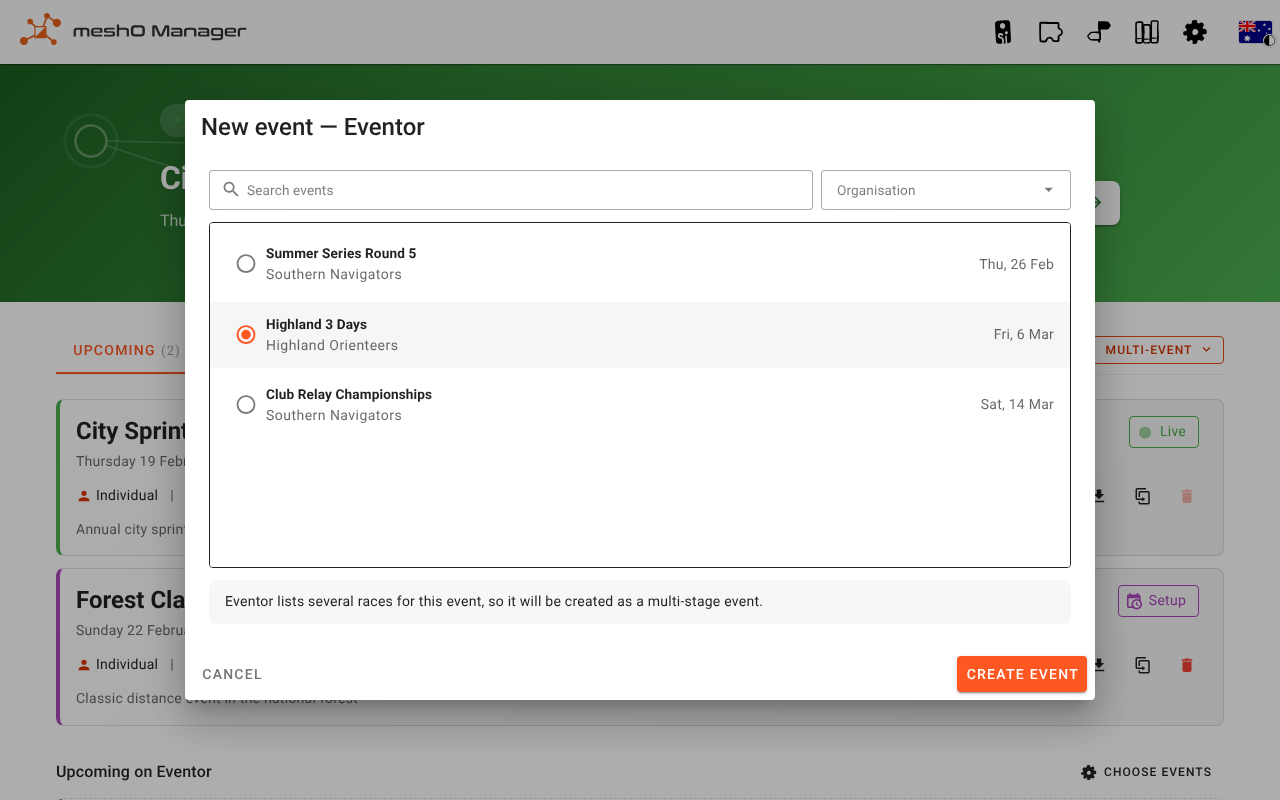 meshO Manager
Si
New event — Eventor
Search events
Organisation
Summer Series Round 5
Southern Navigators
Thu, 26 Feb
Highland 3 Days
Highland Orienteers
Fri, 6 Mar
Club Relay Championships
Southern Navigators
Sat, 14 Mar
Eventor lists several races for this event, so it will be created as a multi-stage event.
CANCEL
CREATE EVENT
Thu
UPCOMING (2)
MULTI-EVENT
City Sprint
Live
Thursday 19 Febr
Individual |
Annual city sprint
Forest Cla
Setup
Sunday 22 Februa
Individual |
Classic distance event in the national forest
Upcoming on Eventor
CHOOSE EVENTS